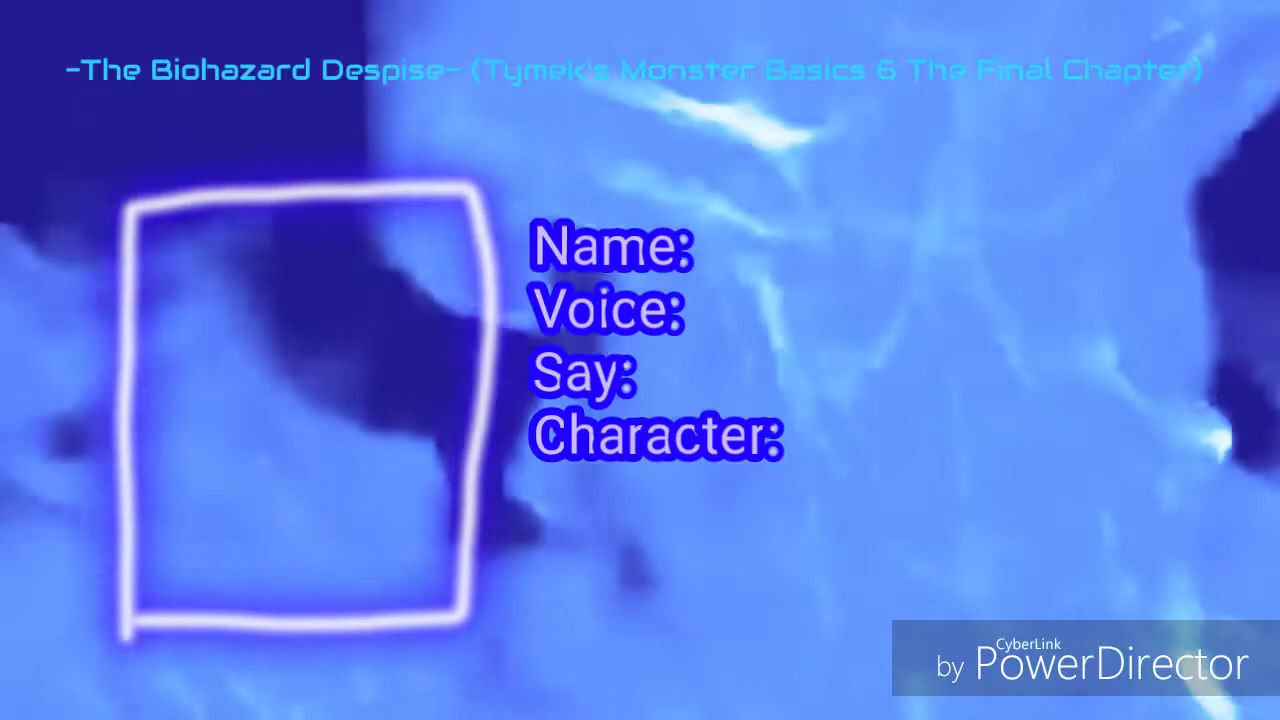 -The Biohazard Despise- (Tymek's Monster Basics 6 The Final Chapter)
Name:
Voice:
Say:
Character:
CyberLink
by PowerDirector